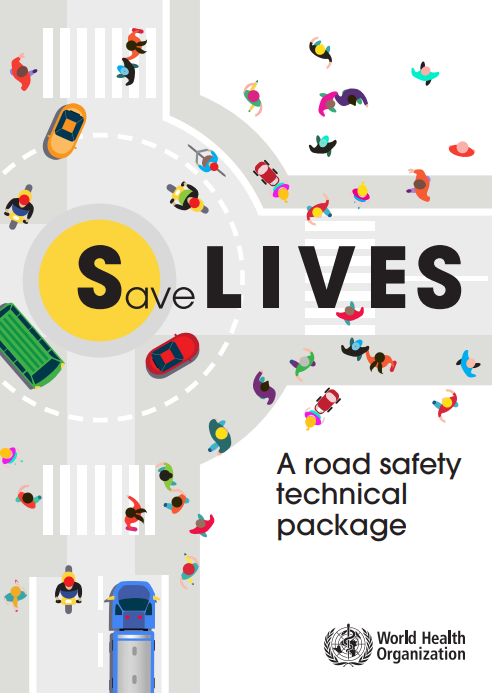 Save LIVES
A road safety
technical
package
World Health
Organization